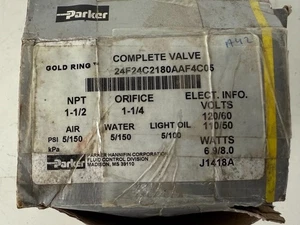 Parker
COMPLETE VALVE
GOLD RING
24F24C2180AAF4C05
NPT ORIFICE ELECT. INFO.
1-1/2 1-1/4 VOLTS
120/60
AIR WATER LIGHT OIL 110/50
PSI 5/150 5/150 5/100
WATTS
kPa 6.9/8.0
Parker PARKER HANNIFIN CORPORATION
FLUID CONTROL DIVISION
MADISON, MS 39110
J1418A